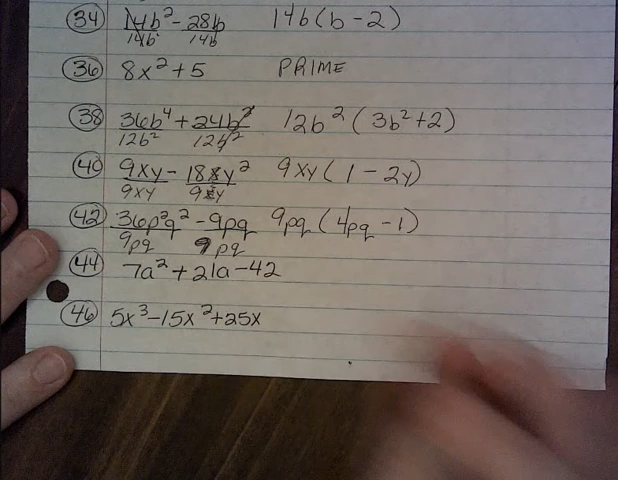 34 14b² - 28b 14b(b - 2)
14b 14b
36 8x² + 5 PRIME
38 36b⁴ + 24b² 12b²(3b² + 2)
12b² 12b²
40 9xy - 18xy² 9xy(1 - 2y)
9xy 9xy
42 36p²q² - 9pq 9pq(4pq - 1)
9pq 9pq
44 7a² + 21a - 42
46 5x³ - 15x² + 25x